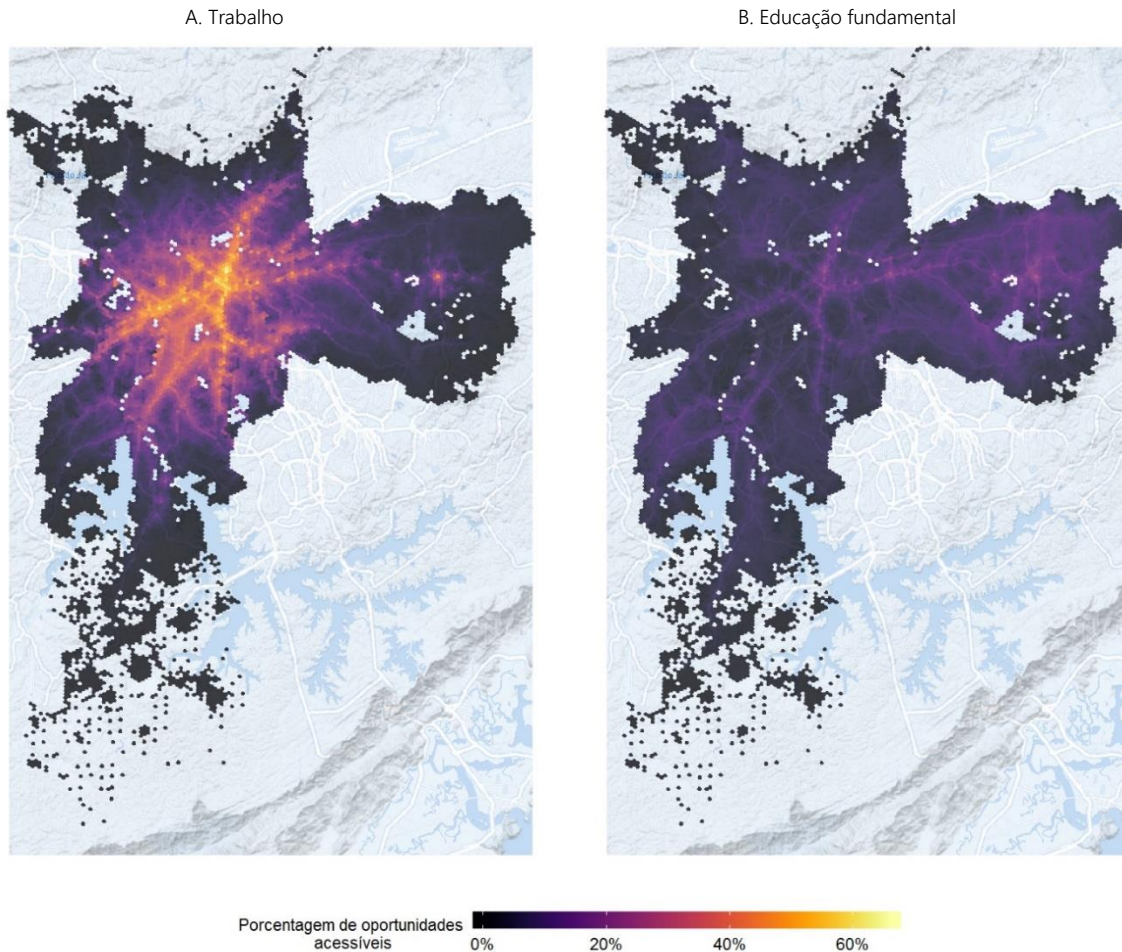 A. Trabalho
B. Educação fundamental
Porcentagem de oportunidades
acessíveis
0%
20%
40%
60%